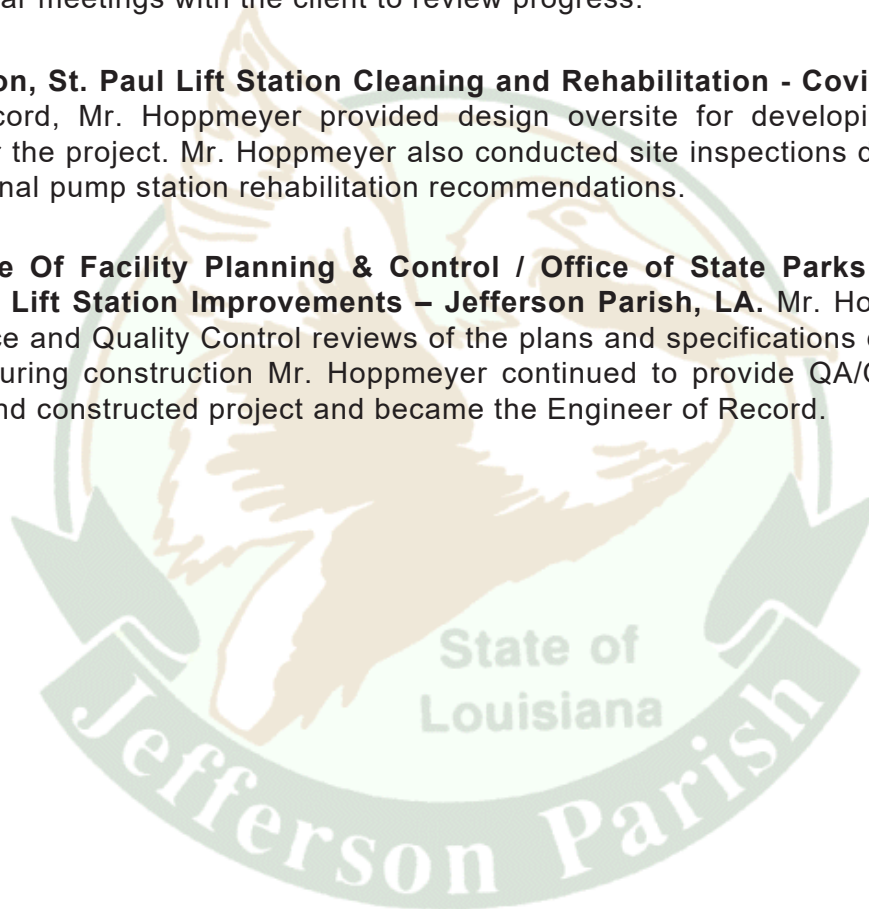 ar meetings with the client to review progress.
on, St. Paul Lift Station Cleaning and Rehabilitation - Covi
cord, Mr. Hoppmeyer provided design oversite for developi
the project. Mr. Hoppmeyer also conducted site inspections
nal pump station rehabilitation recommendations.
e Of Facility Planning & Control / Office of State Parks
Lift Station Improvements – Jefferson Parish, LA. Mr. Ho
ce and Quality Control reviews of the plans and specifications
uring construction Mr. Hoppmeyer continued to provide QA/
nd constructed project and became the Engineer of Record.
State of
Louisiana
Jefferson Parish